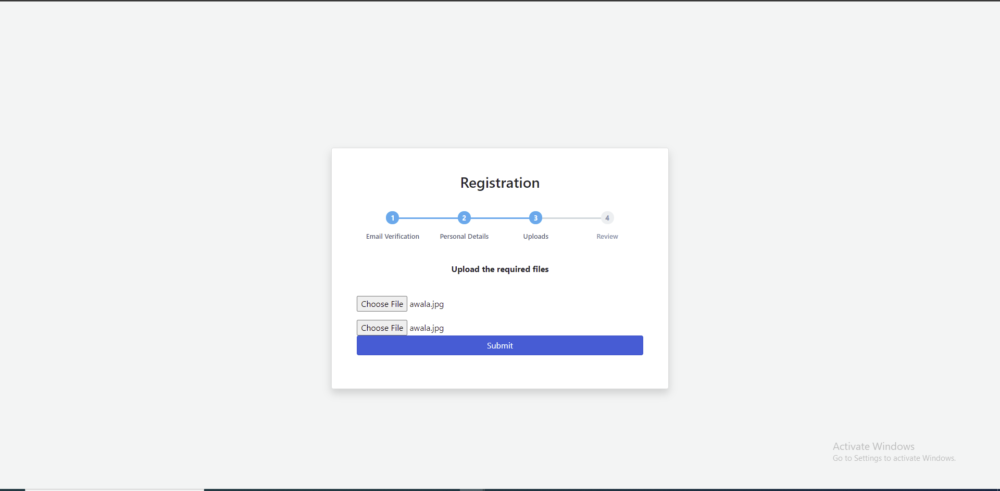 Registration
1 2 3 4
Email Verification Personal Details Uploads Review
Upload the required files
Choose File awala.jpg
Choose File awala.jpg
Submit
Activate Windows
Go to Settings to activate Windows.